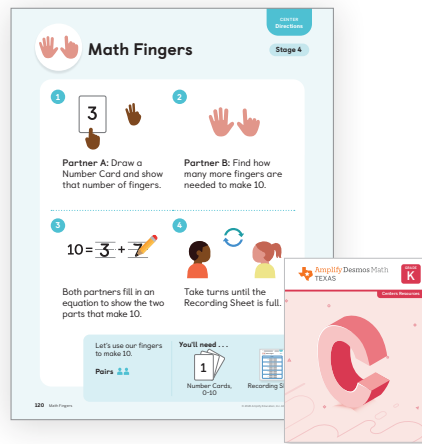 CENTER
Directions
Math Fingers
Stage 4
1
2
3
Partner A: Draw a
Number Card and show
that number of fingers.
Partner B: Find how
many more fingers are
needed to make 10.
3
4
10 = 3 + 7
Both partners fill in an
equation to show the two
parts that make 10.
Take turns until the
Recording Sheet is full.
Let's use our fingers
to make 10.
Pairs
You'll need . . .
1
Number Cards,
0-10
Recording S
120 Math Fingers
Amplify Desmos Math
TEXAS
GRADE
K
Centers Resources